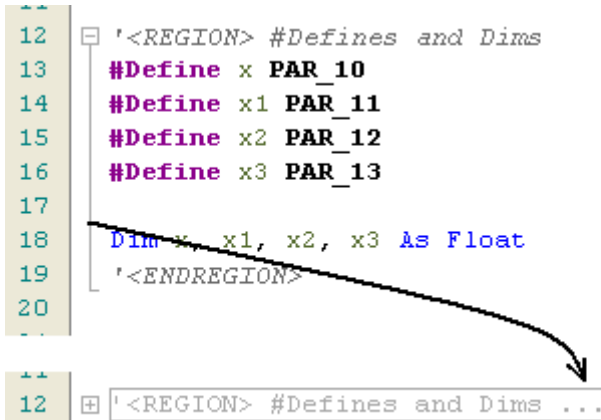 12 '<REGION> #Defines and Dims
13 #Define x PAR_10
14 #Define x1 PAR_11
15 #Define x2 PAR_12
16 #Define x3 PAR_13
17
18 Dim x, x1, x2, x3 As Float
19 '<ENDREGION>
20
12 '<REGION> #Defines and Dims ...